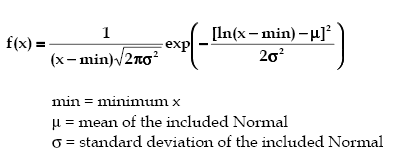 f(x) = 1 / ((x – min)√(2πσ²)) exp(– [ln(x – min) – μ]² / 2σ²)
min = minimum x
μ = mean of the included Normal
σ = standard deviation of the included Normal